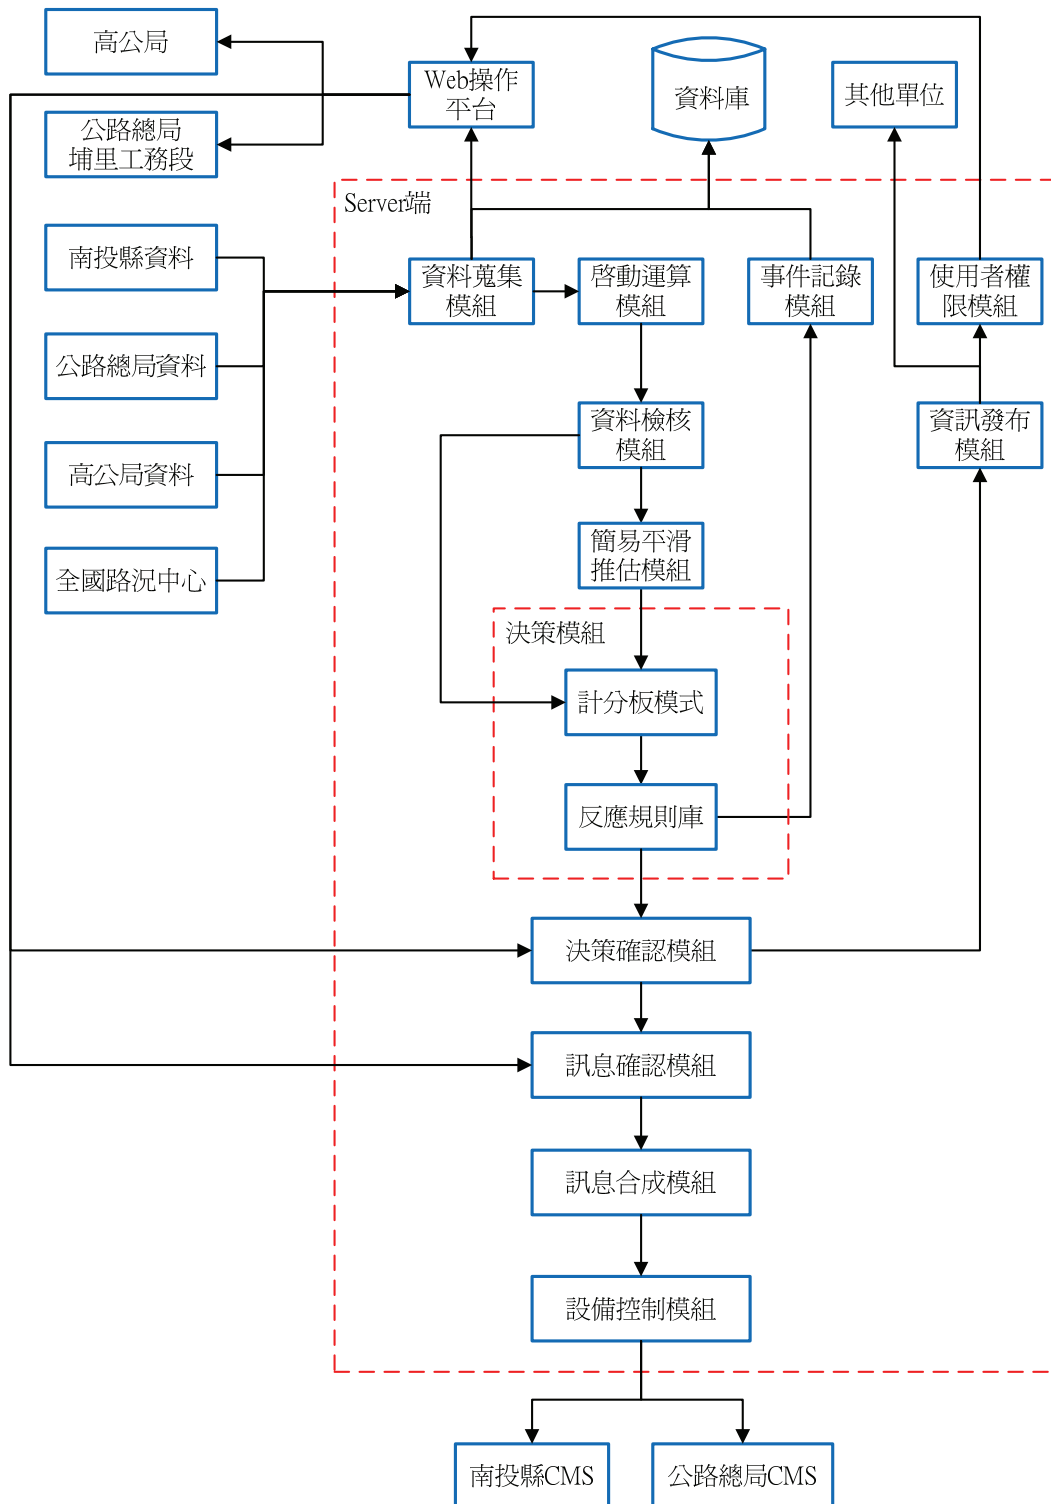 高公局
Web操作
平台
資料庫
其他單位
公路總局
埔里工務段
Server端
南投縣資料
資料蒐集
模組
啓動運算
模組
事件記錄
模組
使用者權
限模組
公路總局資料
資料檢核
模組
資訊發布
模組
高公局資料
簡易平滑
推估模組
全國路況中心
決策模組
計分板模式
反應規則庫
決策確認模組
訊息確認模組
訊息合成模組
設備控制模組
南投縣CMS
公路總局CMS